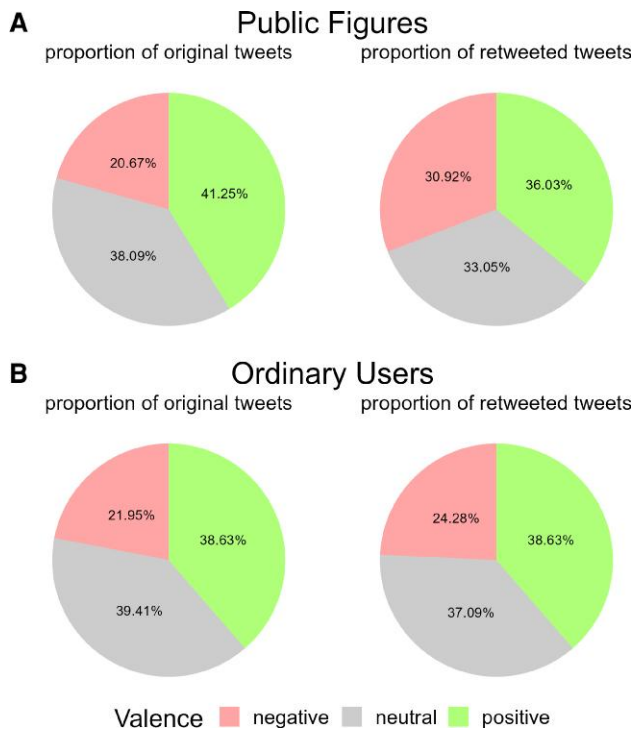 A
Public Figures
proportion of original tweets
proportion of retweeted tweets
20.67%
41.25%
38.09%
30.92%
36.03%
33.05%
B
Ordinary Users
proportion of original tweets
proportion of retweeted tweets
21.95%
38.63%
39.41%
24.28%
38.63%
37.09%
Valence negative neutral positive